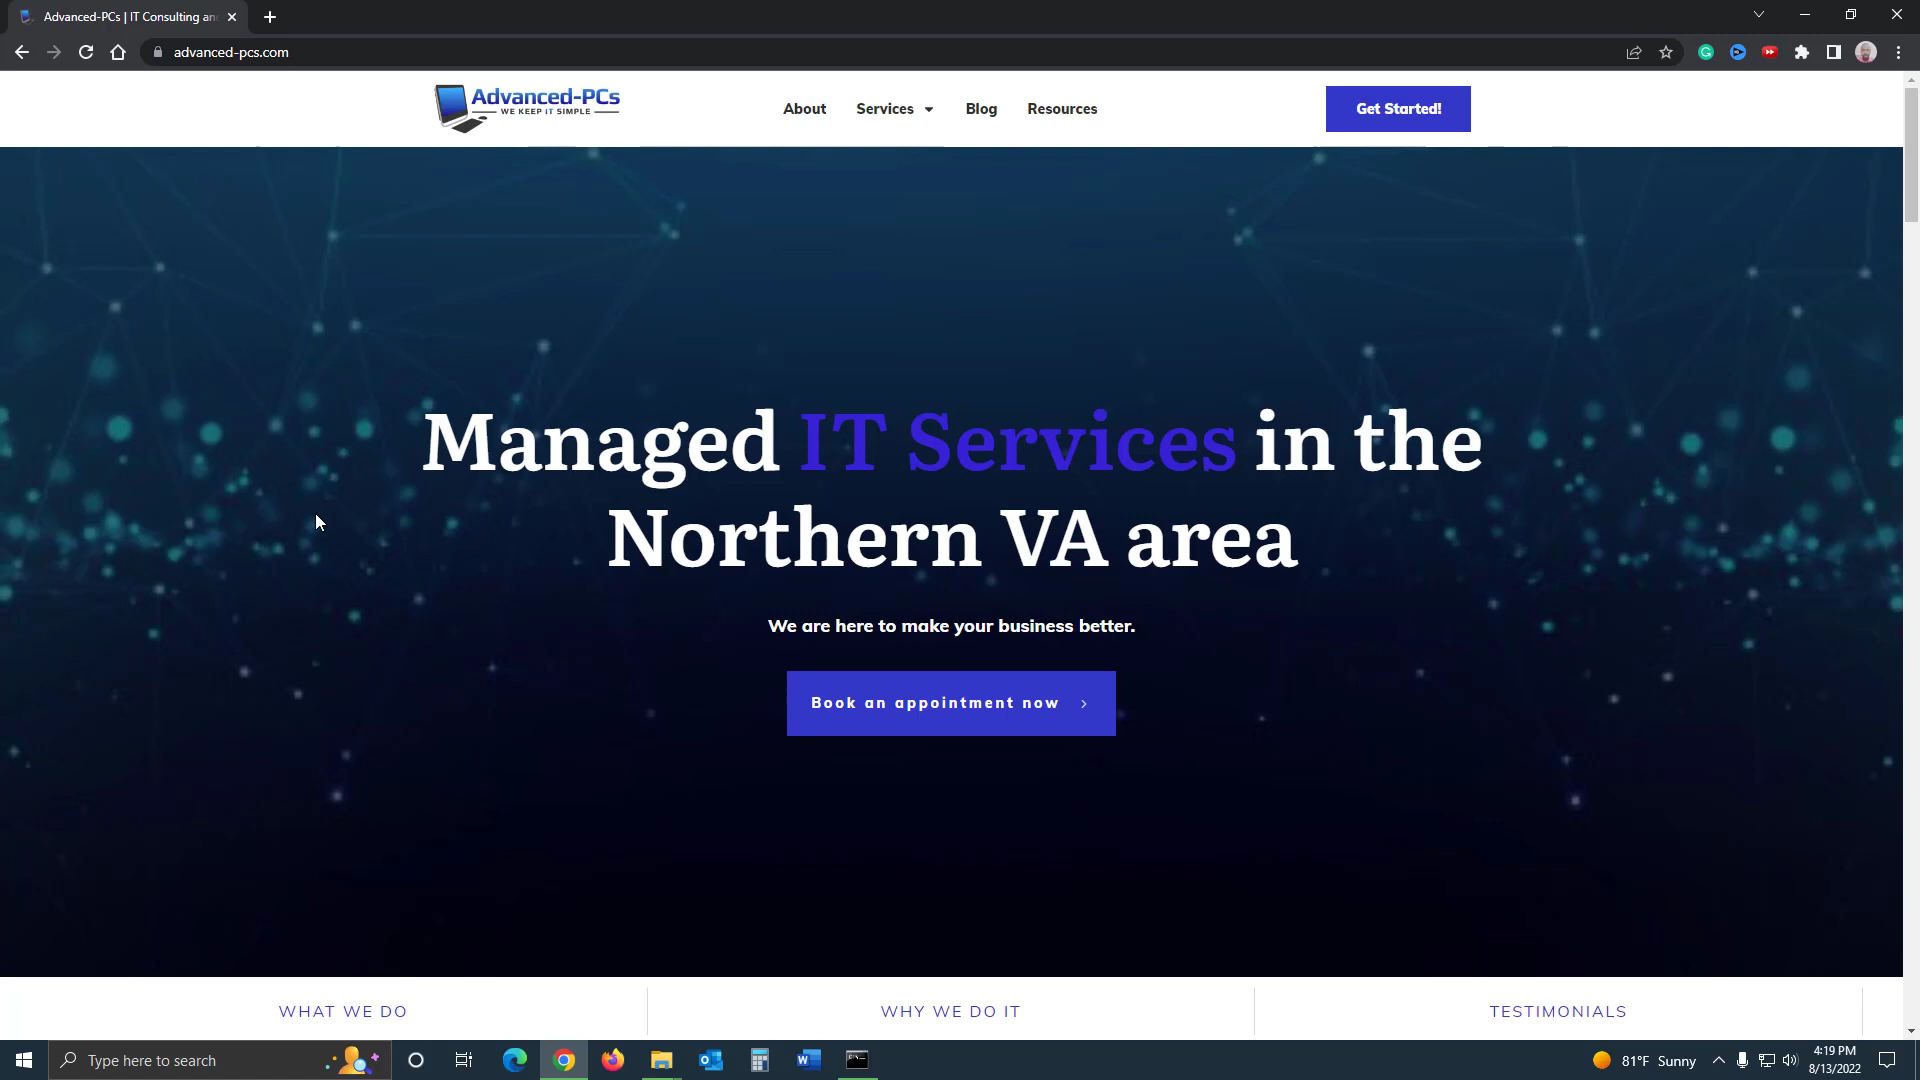 Advanced-PCs | IT Consulting an
advanced-pcs.com
Advanced-PCs
WE KEEP IT SIMPLE
About
Services
Blog
Resources
Get Started!
Managed IT Services in the
Northern VA area
We are here to make your business better.
Book an appointment now
WHAT WE DO
WHY WE DO IT
TESTIMONIALS
Type here to search
81°F Sunny
4:19 PM
8/13/2022